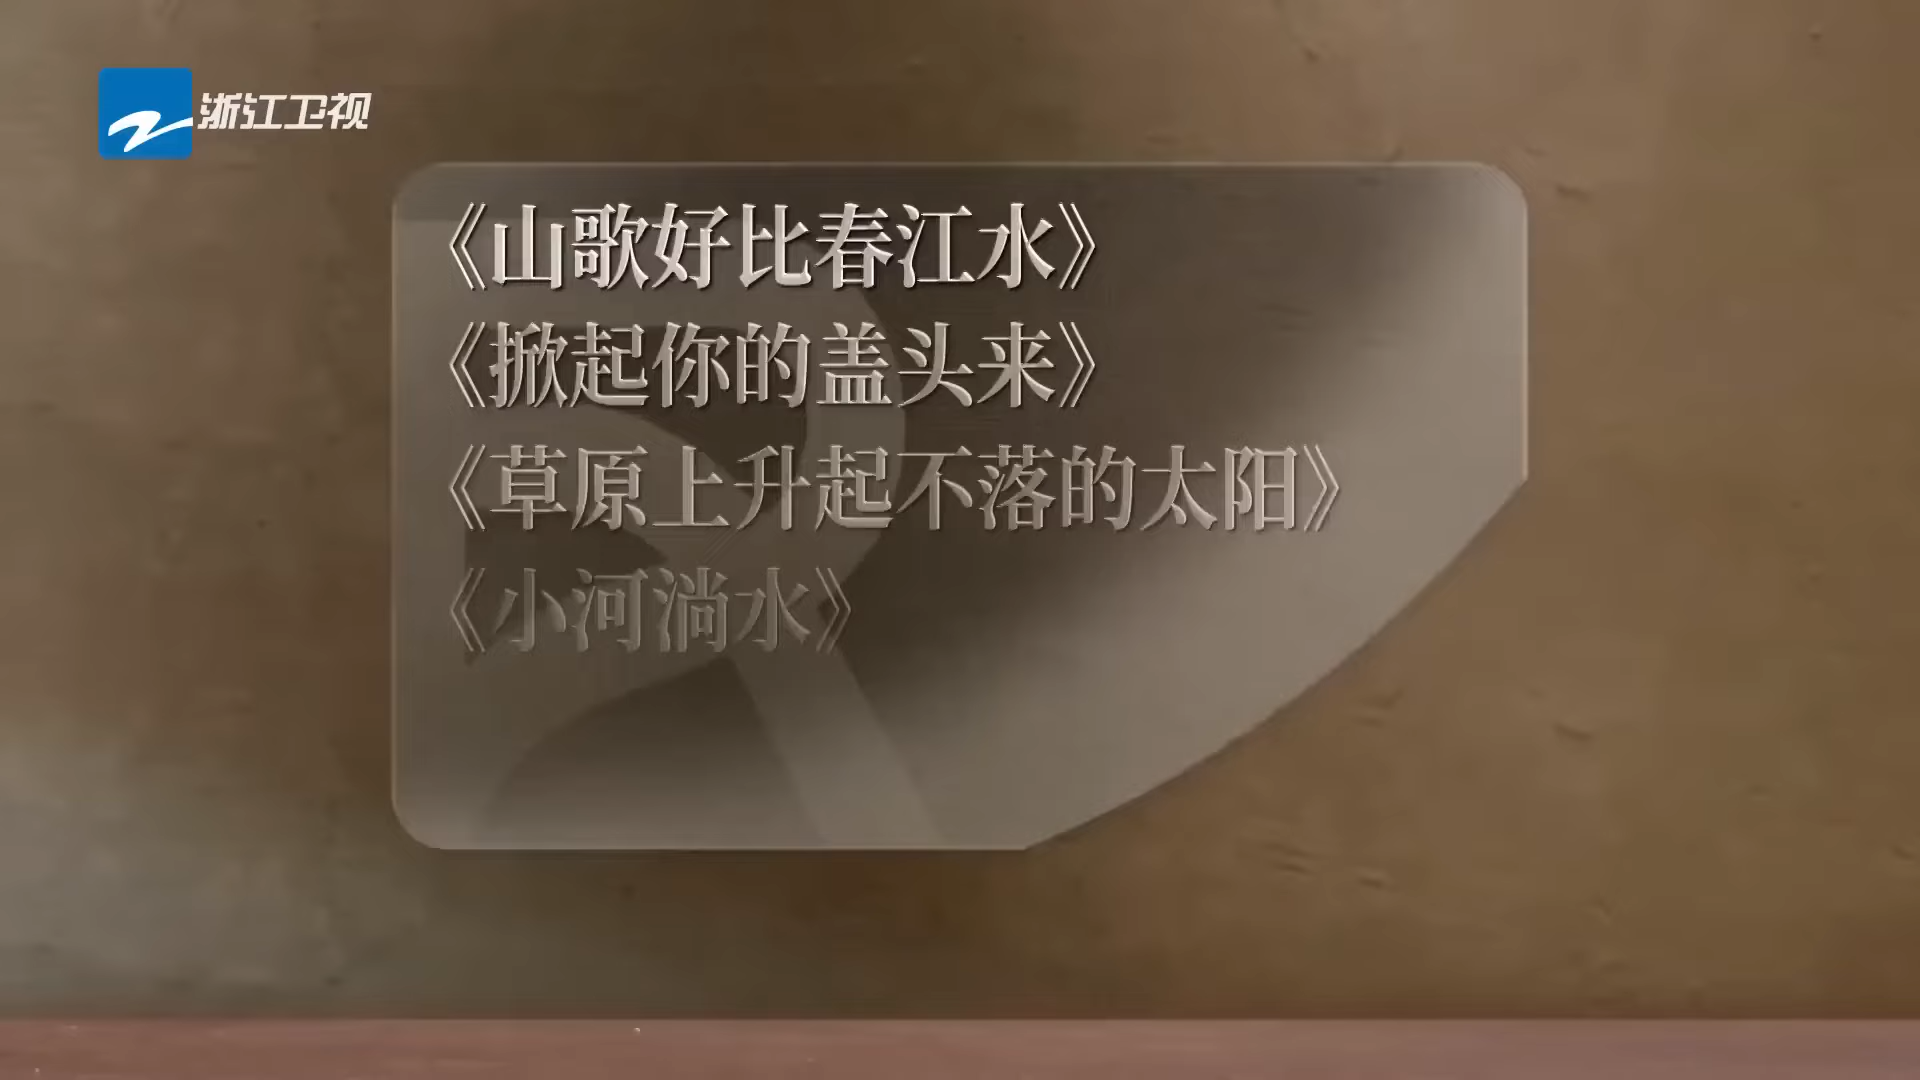 浙江卫视
《山歌好比春江水》
《掀起你的盖头来》
《草原上升起不落的太阳》
《小河淌水》